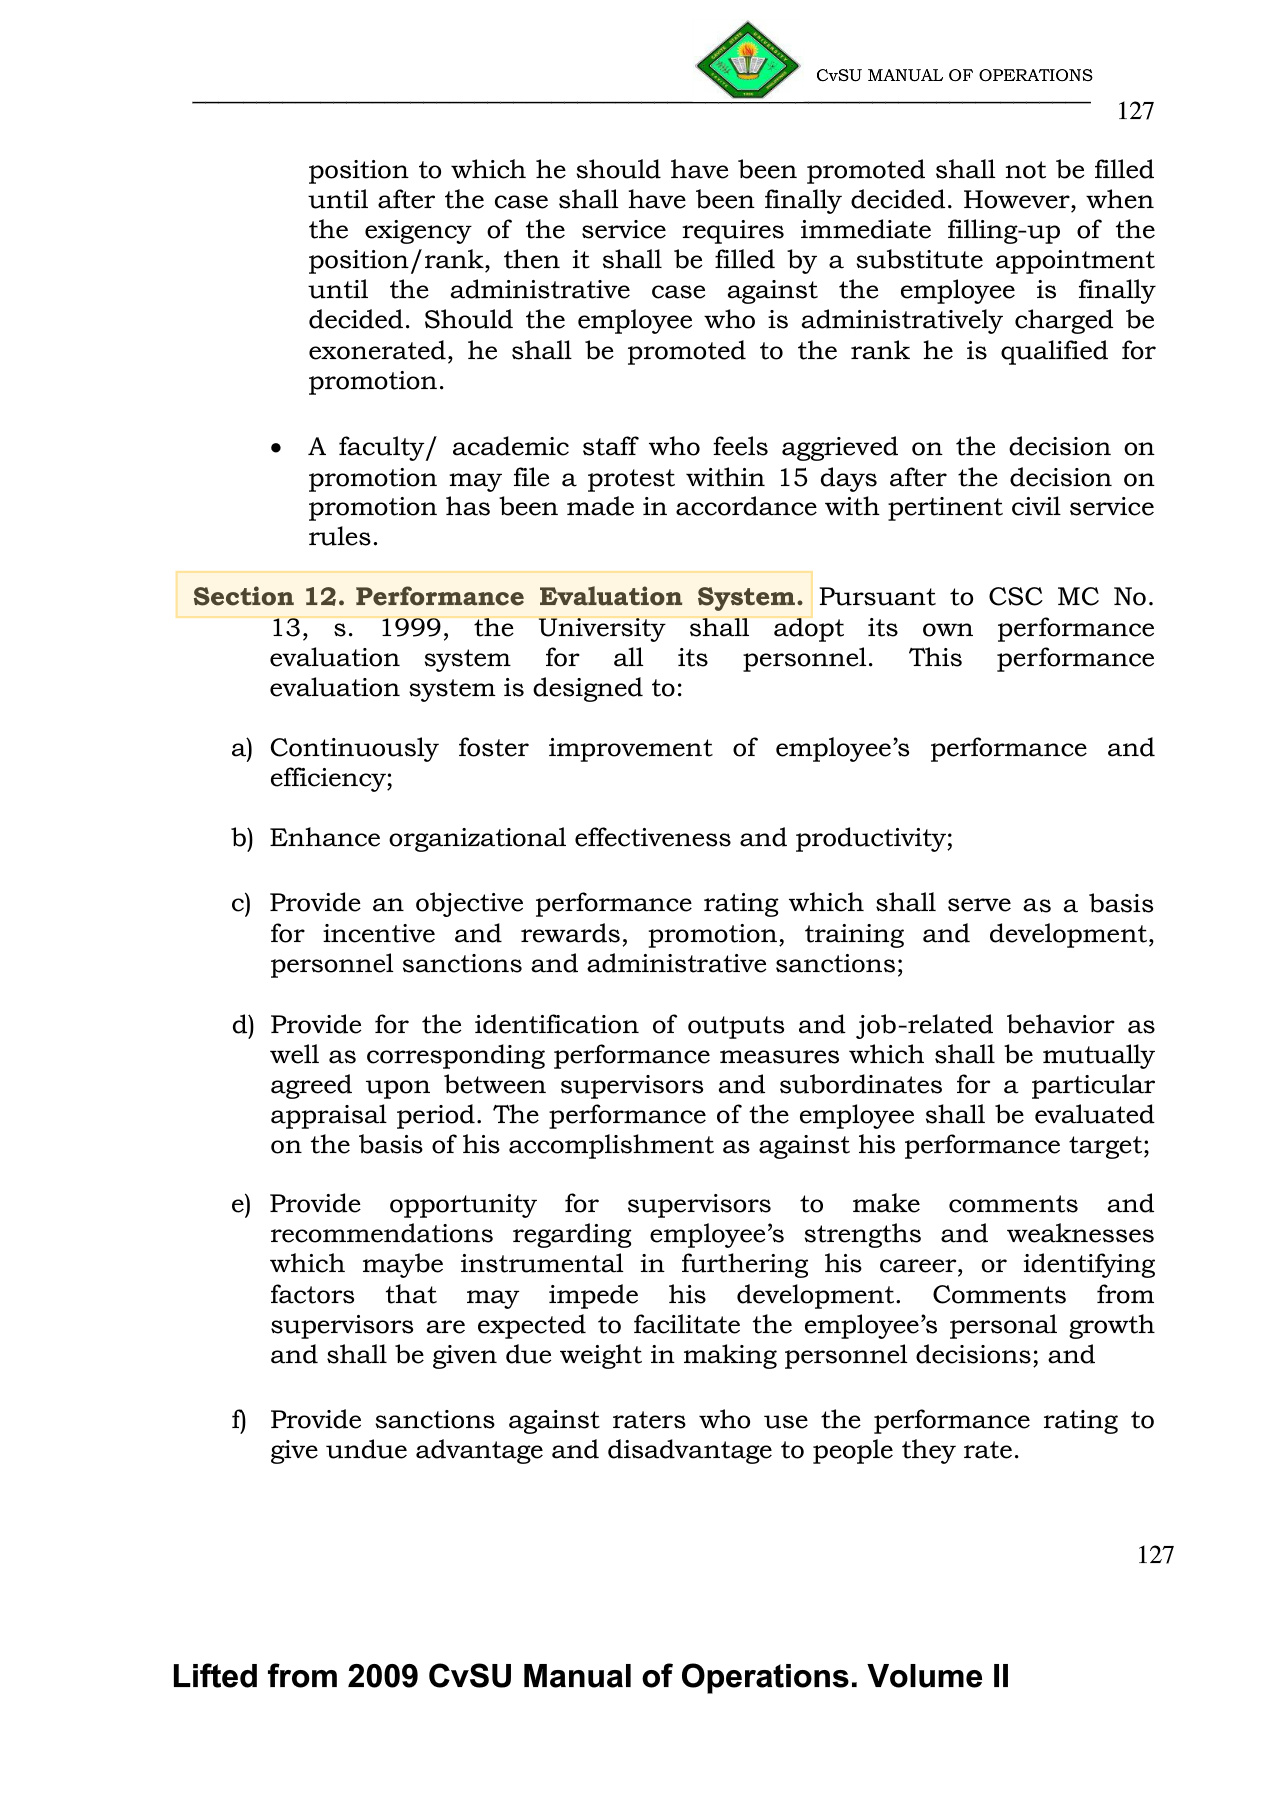 CvSU MANUAL OF OPERATIONS
127
position to which he should have been promoted shall not be filled
until after the case shall have been finally decided. However, when
the exigency of the service requires immediate filling-up of the
position/rank, then it shall be filled by a substitute appointment
until the administrative case against the employee is finally
decided. Should the employee who is administratively charged be
exonerated, he shall be promoted to the rank he is qualified for
promotion.
• A faculty/ academic staff who feels aggrieved on the decision on
promotion may file a protest within 15 days after the decision on
promotion has been made in accordance with pertinent civil service
rules.
Section 12. Performance Evaluation System. Pursuant to CSC MC No.
13, s. 1999, the University shall adopt its own performance
evaluation system for all its personnel. This performance
evaluation system is designed to:
a) Continuously foster improvement of employee’s performance and
efficiency;
b) Enhance organizational effectiveness and productivity;
c) Provide an objective performance rating which shall serve as a basis
for incentive and rewards, promotion, training and development,
personnel sanctions and administrative sanctions;
d) Provide for the identification of outputs and job-related behavior as
well as corresponding performance measures which shall be mutually
agreed upon between supervisors and subordinates for a particular
appraisal period. The performance of the employee shall be evaluated
on the basis of his accomplishment as against his performance target;
e) Provide opportunity for supervisors to make comments and
recommendations regarding employee’s strengths and weaknesses
which maybe instrumental in furthering his career, or identifying
factors that may impede his development. Comments from
supervisors are expected to facilitate the employee’s personal growth
and shall be given due weight in making personnel decisions; and
f) Provide sanctions against raters who use the performance rating to
give undue advantage and disadvantage to people they rate.
127
Lifted from 2009 CvSU Manual of Operations. Volume II